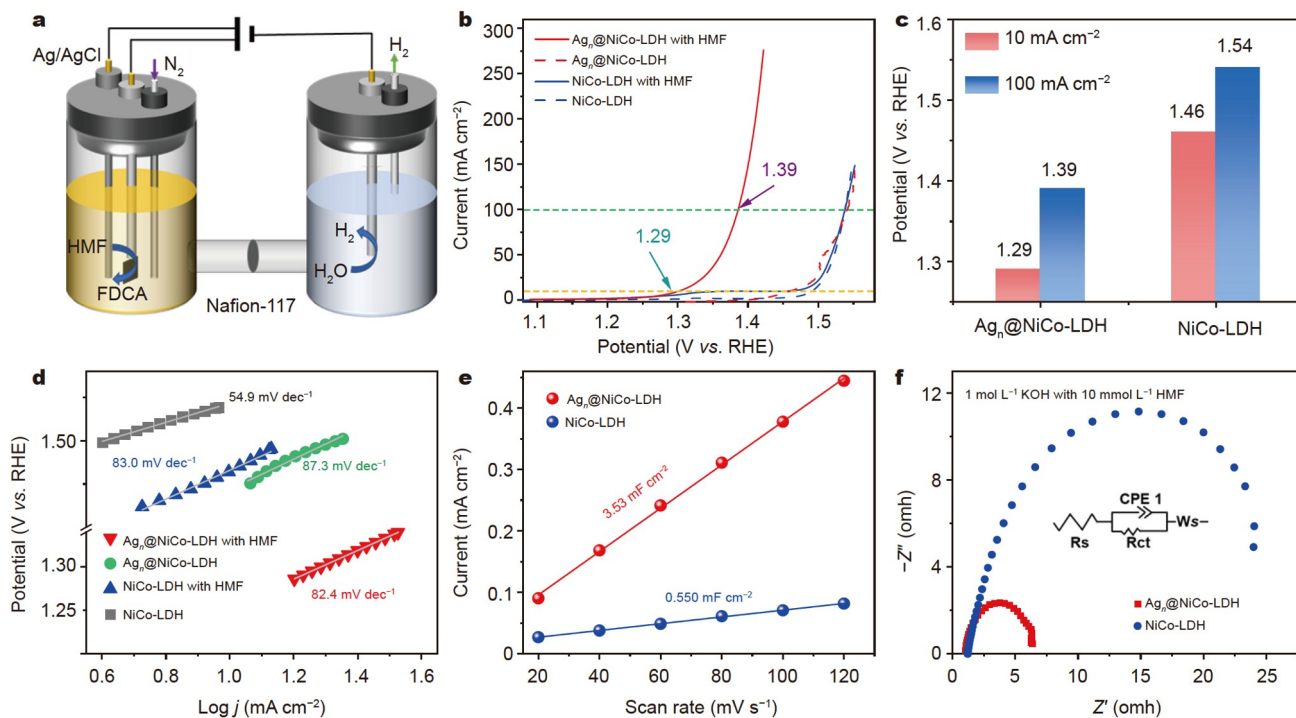 a
Ag/AgCl
N₂
H₂
HMF
FDCA
H₂
H₂O
Nafion-117
b
Agₙ@NiCo-LDH with HMF
Agₙ@NiCo-LDH
NiCo-LDH with HMF
NiCo-LDH
1.39
1.29
300
250
200
150
100
50
0
1.1
1.2
1.3
1.4
1.5
Current (mA cm⁻²)
Potential (V vs. RHE)
c
10 mA cm⁻²
100 mA cm⁻²
1.29
1.39
1.46
1.54
1.6
1.5
1.4
1.3
Potential (V vs. RHE)
Agₙ@NiCo-LDH
NiCo-LDH
d
54.9 mV dec⁻¹
83.0 mV dec⁻¹
87.3 mV dec⁻¹
82.4 mV dec⁻¹
Agₙ@NiCo-LDH with HMF
Agₙ@NiCo-LDH
NiCo-LDH with HMF
NiCo-LDH
1.50
1.30
1.25
0.6
0.8
1.0
1.2
1.4
1.6
Potential (V vs. RHE)
Log j (mA cm⁻²)
e
Agₙ@NiCo-LDH
NiCo-LDH
3.53 mF cm⁻²
0.550 mF cm⁻²
0.4
0.3
0.2
0.1
0.0
20
40
60
80
100
120
Current (mA cm⁻²)
Scan rate (mV s⁻¹)
f
1 mol L⁻¹ KOH with 10 mmol L⁻¹ HMF
CPE 1
Rs
Rct
Ws
Agₙ@NiCo-LDH
NiCo-LDH
12
8
4
0
0
5
10
15
20
25
−Z″ (omh)
Z′ (omh)